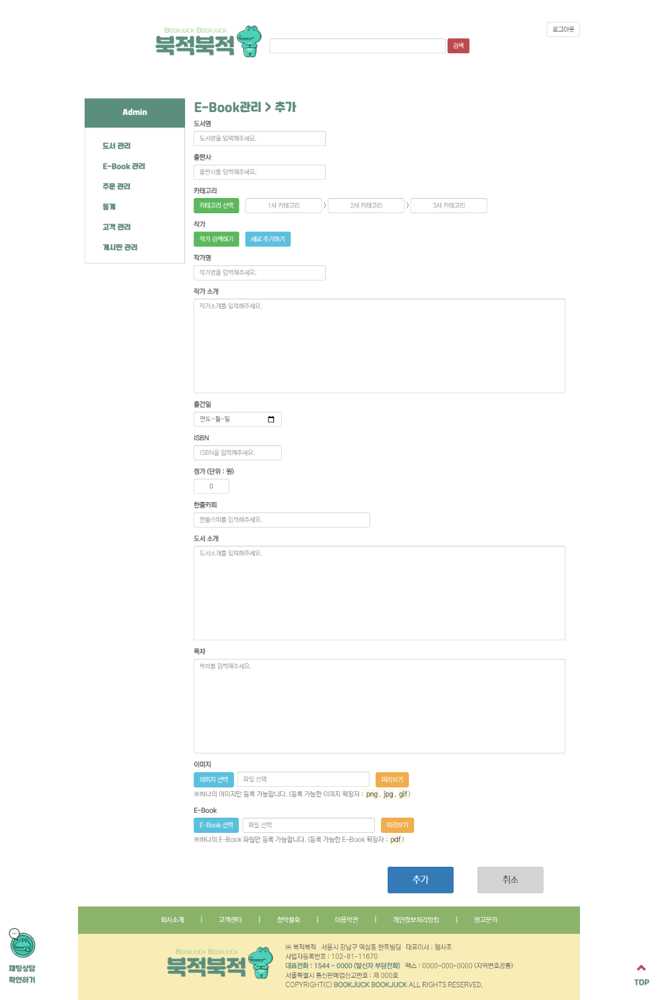 로그아웃
BOOKJUCK BOOKJUCK
북적북적
검색
Admin
도서 관리
E-Book 관리
주문 관리
통계
고객 관리
게시판 관리
E-Book관리 > 추가
도서명
도서명을 입력해주세요.
출판사
출판사를 입력해주세요.
카테고리
카테고리 선택 1차 카테고리 > 2차 카테고리 > 3차 카테고리
작가
작가 검색하기 새로 추가하기
작가명
작가명을 입력해주세요.
작가 소개
작가소개를 입력해주세요.
출간일
연도-월-일
ISBN
ISBN을 입력해주세요.
정가 (단위 : 원)
0
한줄카피
한줄카피를 입력해주세요.
도서 소개
도서소개를 입력해주세요.
목차
목차를 입력해주세요.
이미지
이미지 선택 파일 선택 미리보기
※하나의 이미지만 등록 가능합니다. (등록 가능한 이미지 확장자 : png , jpg , gif )
E-Book
E-Book 선택 파일 선택 미리보기
※하나의 E-Book 파일만 등록 가능합니다. (등록 가능한 E-Book 확장자 : pdf )
추가 취소
회사소개 | 고객센터 | 청약철회 | 이용약관 | 개인정보처리방침 | 광고문의
BOOKJUCK BOOKJUCK
북적북적
㈜ 북적북적 서울시 강남구 역삼동 한독빌딩 대표이사 : 웹사조
사업자등록번호 : 102-81-11670
대표전화 : 1544 - 0000 (발신자 부담전화) 팩스 : 0000-000-0000 (지역번호공통)
서울특별시 통신판매업신고번호 : 제 000호
COPYRIGHT(C) BOOKJUCK BOOKJUCK ALL RIGHTS RESERVED.
채팅상담
확인하기
TOP